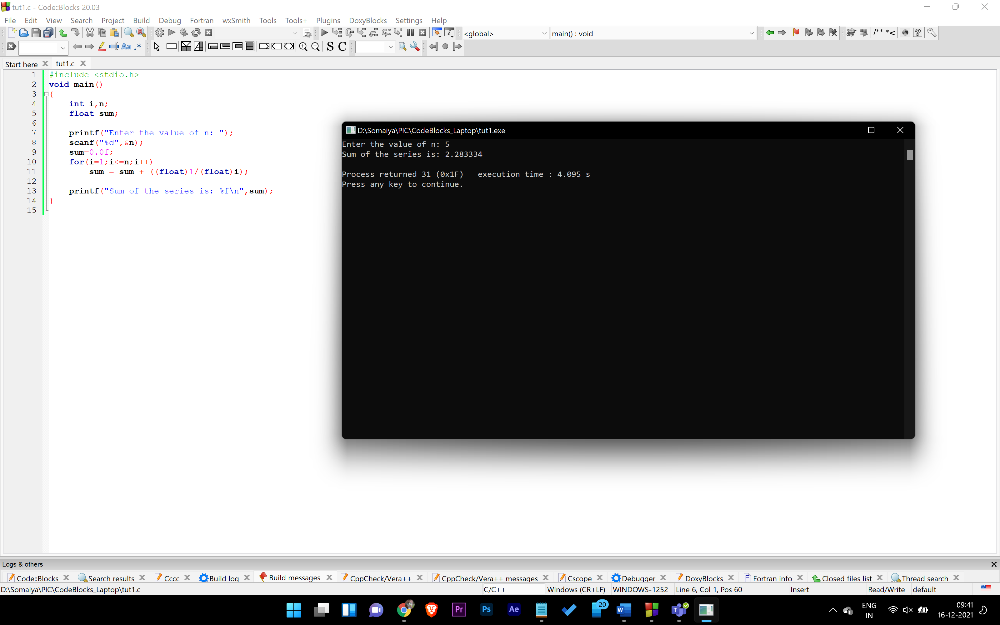 tut1.c - Code::Blocks 20.03
File Edit View Search Project Build Debug Fortran wxSmith Tools Tools+ Plugins DoxyBlocks Settings Help
<global> main() : void /** *<
Aa .* S C
Start here tut1.c
1 #include <stdio.h>
2 void main()
3 {
4 int i,n;
5 float sum;
6
7 printf("Enter the value of n: ");
8 scanf("%d",&n);
9 sum=0.0f;
10 for(i=1;i<=n;i++)
11 sum = sum + ((float)1/(float)i);
12
13 printf("Sum of the series is: %f\n",sum);
14 }
15
D:\Somaiya\PIC\CodeBlocks_Laptop\tut1.exe
Enter the value of n: 5
Sum of the series is: 2.283334
Process returned 31 (0x1F) execution time : 4.095 s
Press any key to continue.
Logs & others
Code::Blocks Search results Cccc Build log Build messages CppCheck/Vera++ CppCheck/Vera++ messages Cscope Debugger DoxyBlocks Fortran info Closed files list Thread search
D:\Somaiya\PIC\CodeBlocks_Laptop\tut1.c C/C++ Windows (CR+LF) WINDOWS-1252 Line 6, Col 1, Pos 60 Insert Read/Write default
Pr Ps Ae 20 W T ENG 09:41
IN 16-12-2021